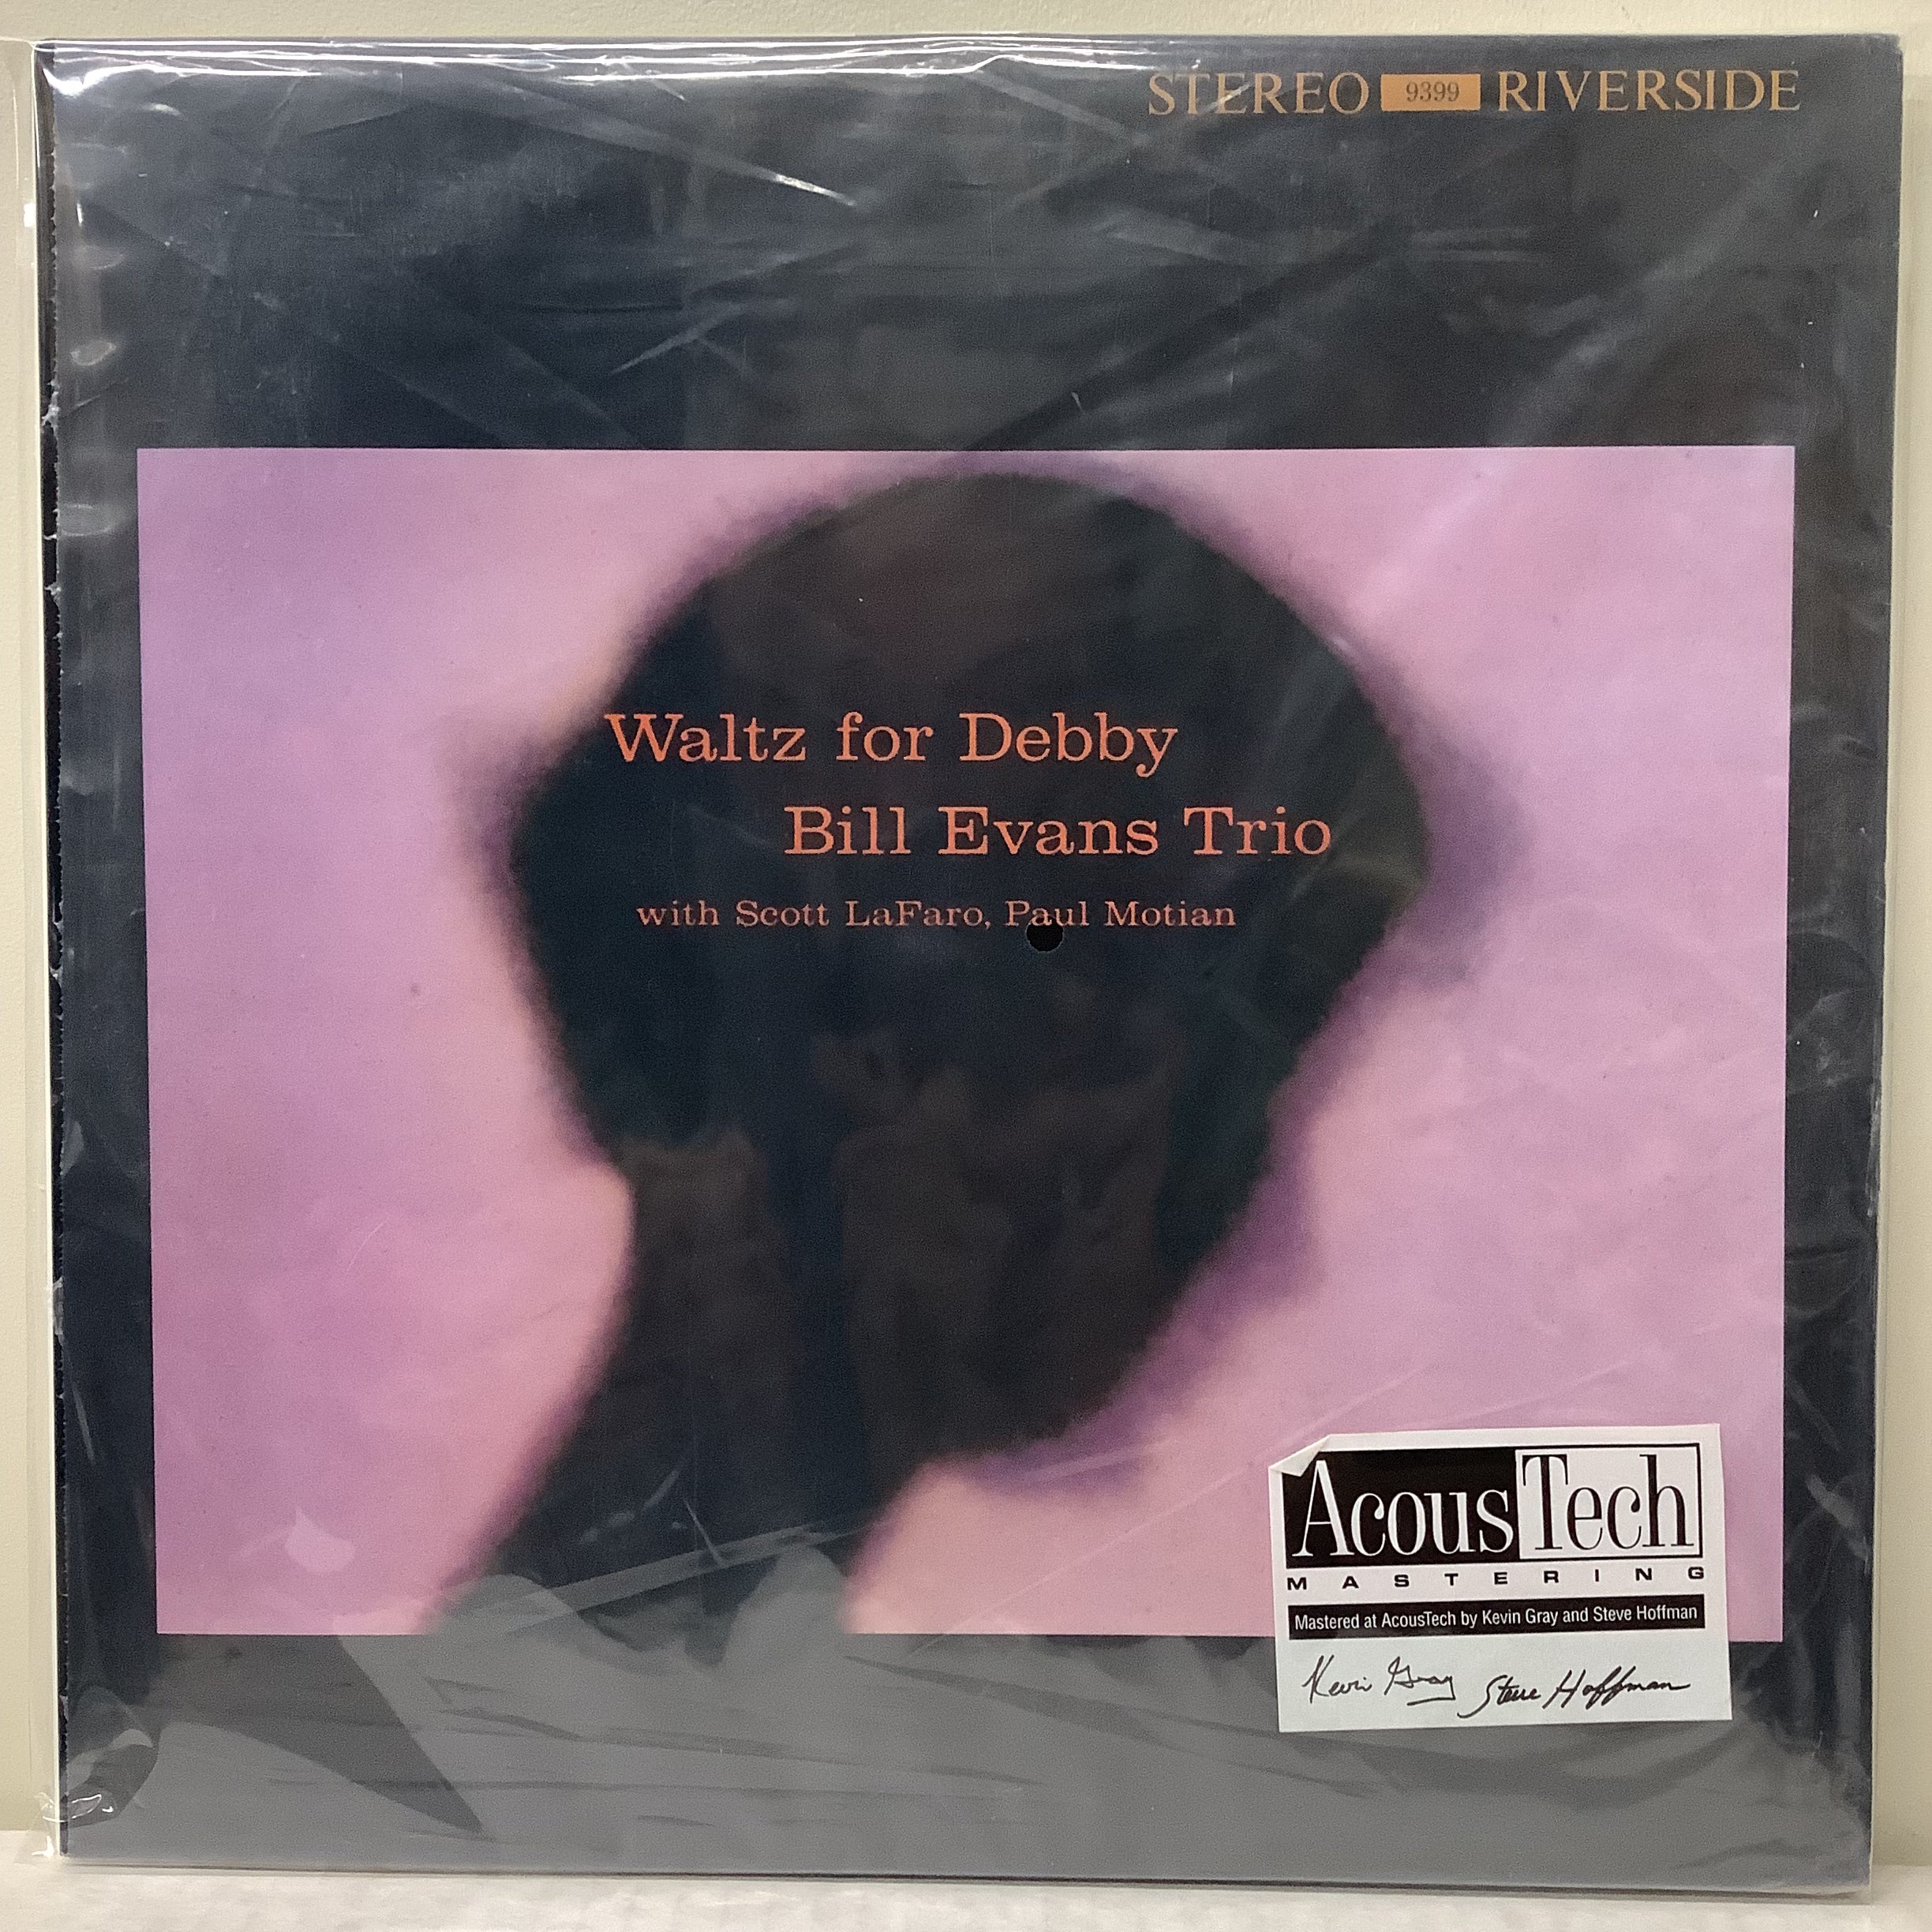 STEREO 9399 RIVERSIDE
Waltz for Debby
Bill Evans Trio
with Scott LaFaro, Paul Motian
AcousTech
MASTERING
Mastered at AcousTech by Kevin Gray and Steve Hoffman
Kevin Gray Steve Hoffman